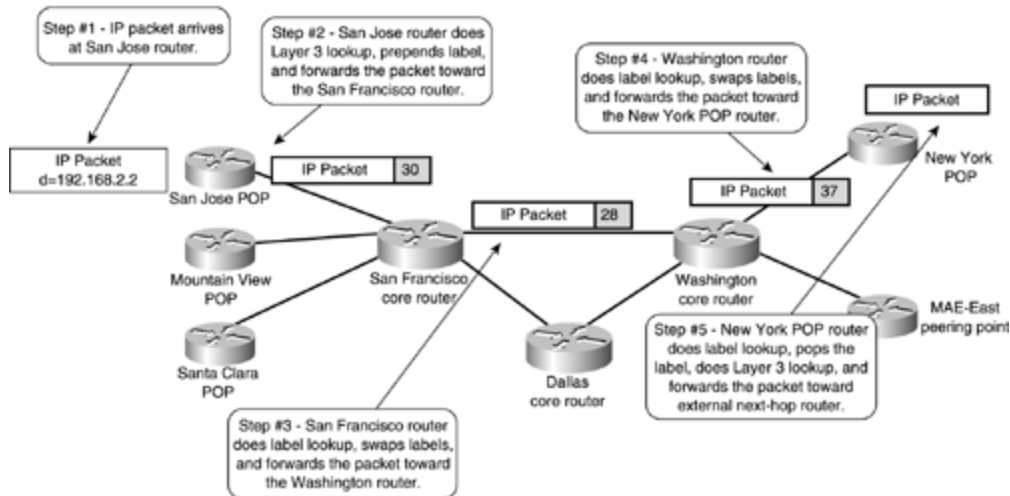 Step #1 - IP packet arrives
at San Jose router.
Step #2 - San Jose router does
Layer 3 lookup, prepends label,
and forwards the packet toward
the San Francisco router.
Step #4 - Washington router
does label lookup, swaps labels,
and forwards the packet toward
the New York POP router.
IP Packet
IP Packet
d=192.168.2.2
San Jose POP
IP Packet 30
New York
POP
IP Packet 37
IP Packet 28
Mountain View
POP
San Francisco
core router
Washington
core router
MAE-East
peering point
Santa Clara
POP
Dallas
core router
Step #5 - New York POP router
does label lookup, pops the
label, does Layer 3 lookup, and
forwards the packet toward
external next-hop router.
Step #3 - San Francisco router
does label lookup, swaps labels,
and forwards the packet toward
the Washington router.